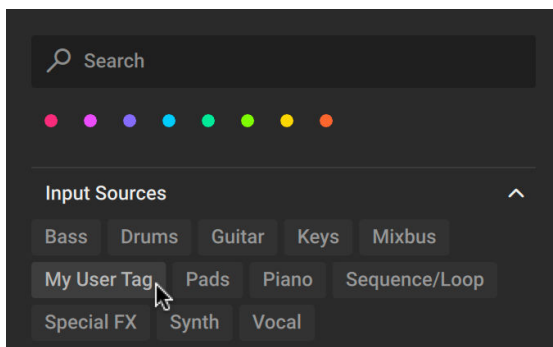 Search
Input Sources
Bass Drums Guitar Keys Mixbus
My User Tag Pads Piano Sequence/Loop
Special FX Synth Vocal